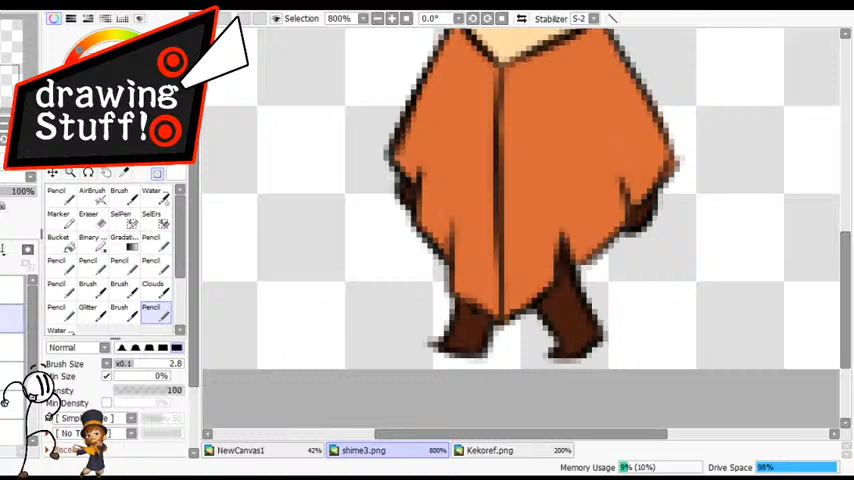 Selection 800% 0.0° Stabilizer S-2
drawing
Stuff!
100%
Pencil AirBrush Brush Water ...
Marker Eraser SelPen SelErs
Bucket Binary ... Gradati... Pencil
Pencil Pencil Pencil Pencil
Pencil Brush Brush Clouds
Pencil Glitter Brush Pencil
Water ...
Normal
Brush Size x0.1 2.8
Min Size 0%
Density 100
Min Density 0%
NewCanvas1 42% shime3.png 800% Kekoref.png 200%
Memory Usage 9% (10%) Drive Space 98%